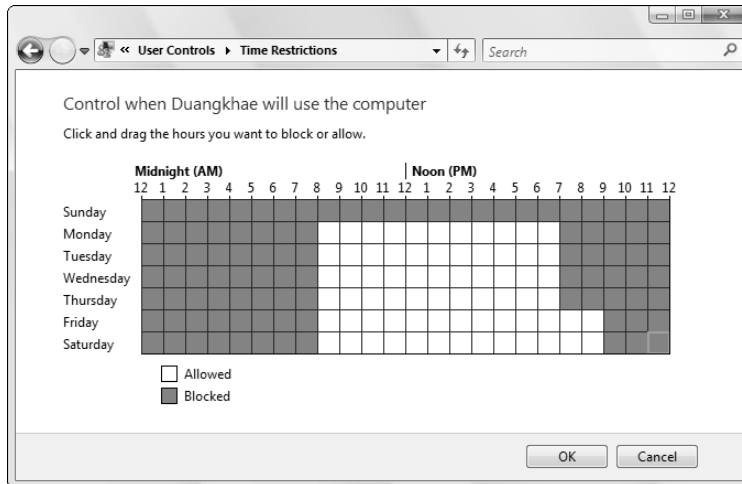 « User Controls ▸ Time Restrictions
Search
Control when Duangkhae will use the computer
Click and drag the hours you want to block or allow.
Midnight (AM) Noon (PM)
12 1 2 3 4 5 6 7 8 9 10 11 12 1 2 3 4 5 6 7 8 9 10 11 12
Sunday
Monday
Tuesday
Wednesday
Thursday
Friday
Saturday
Allowed
Blocked
OK Cancel